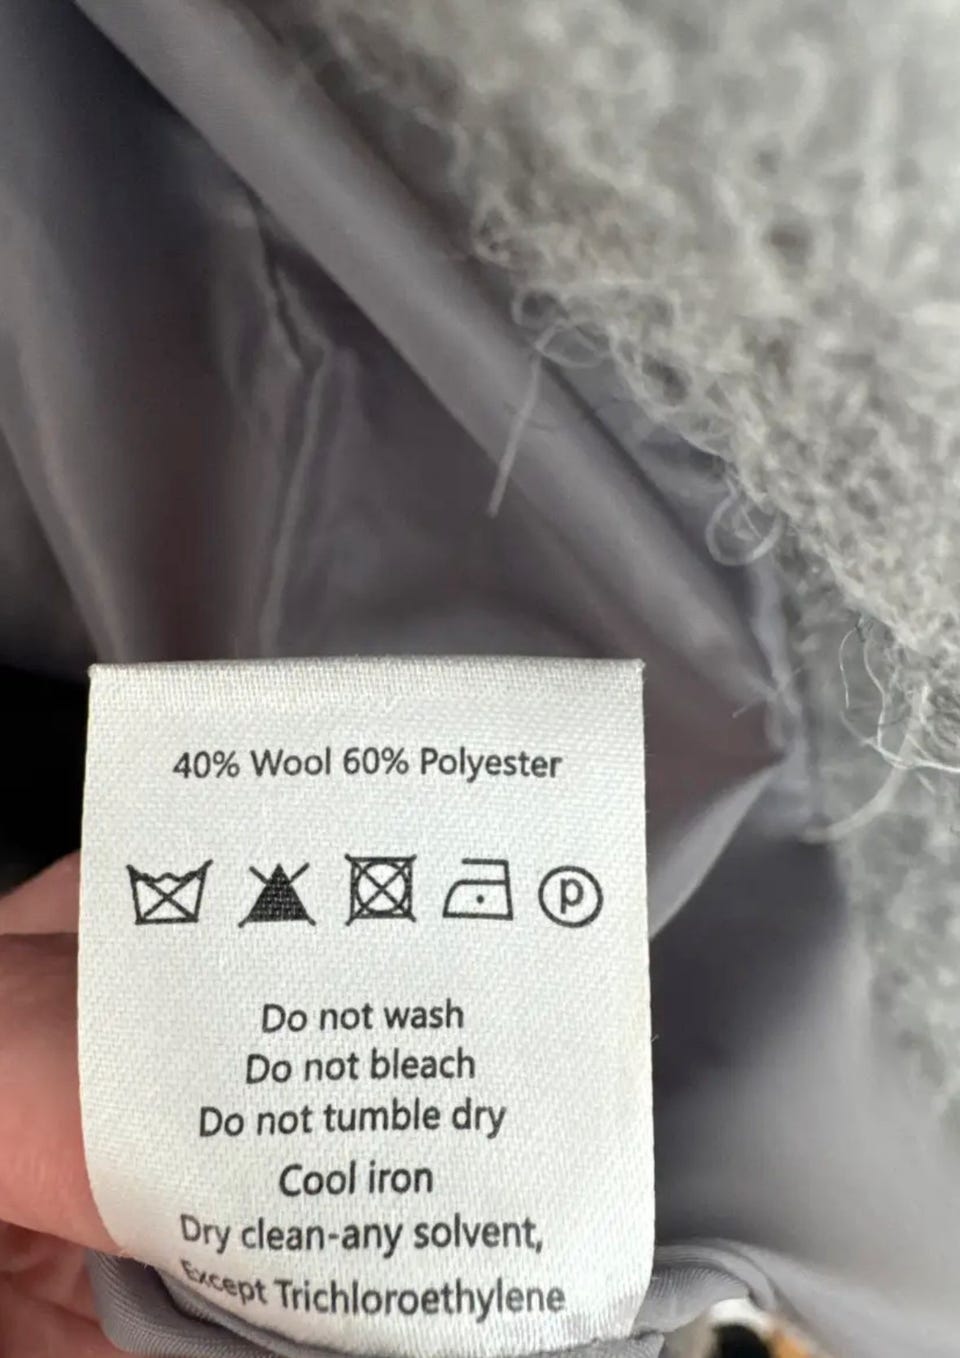 40% Wool 60% Polyester
P
Do not wash
Do not bleach
Do not tumble dry
Cool iron
Dry clean-any solvent,
Except Trichloroethylene